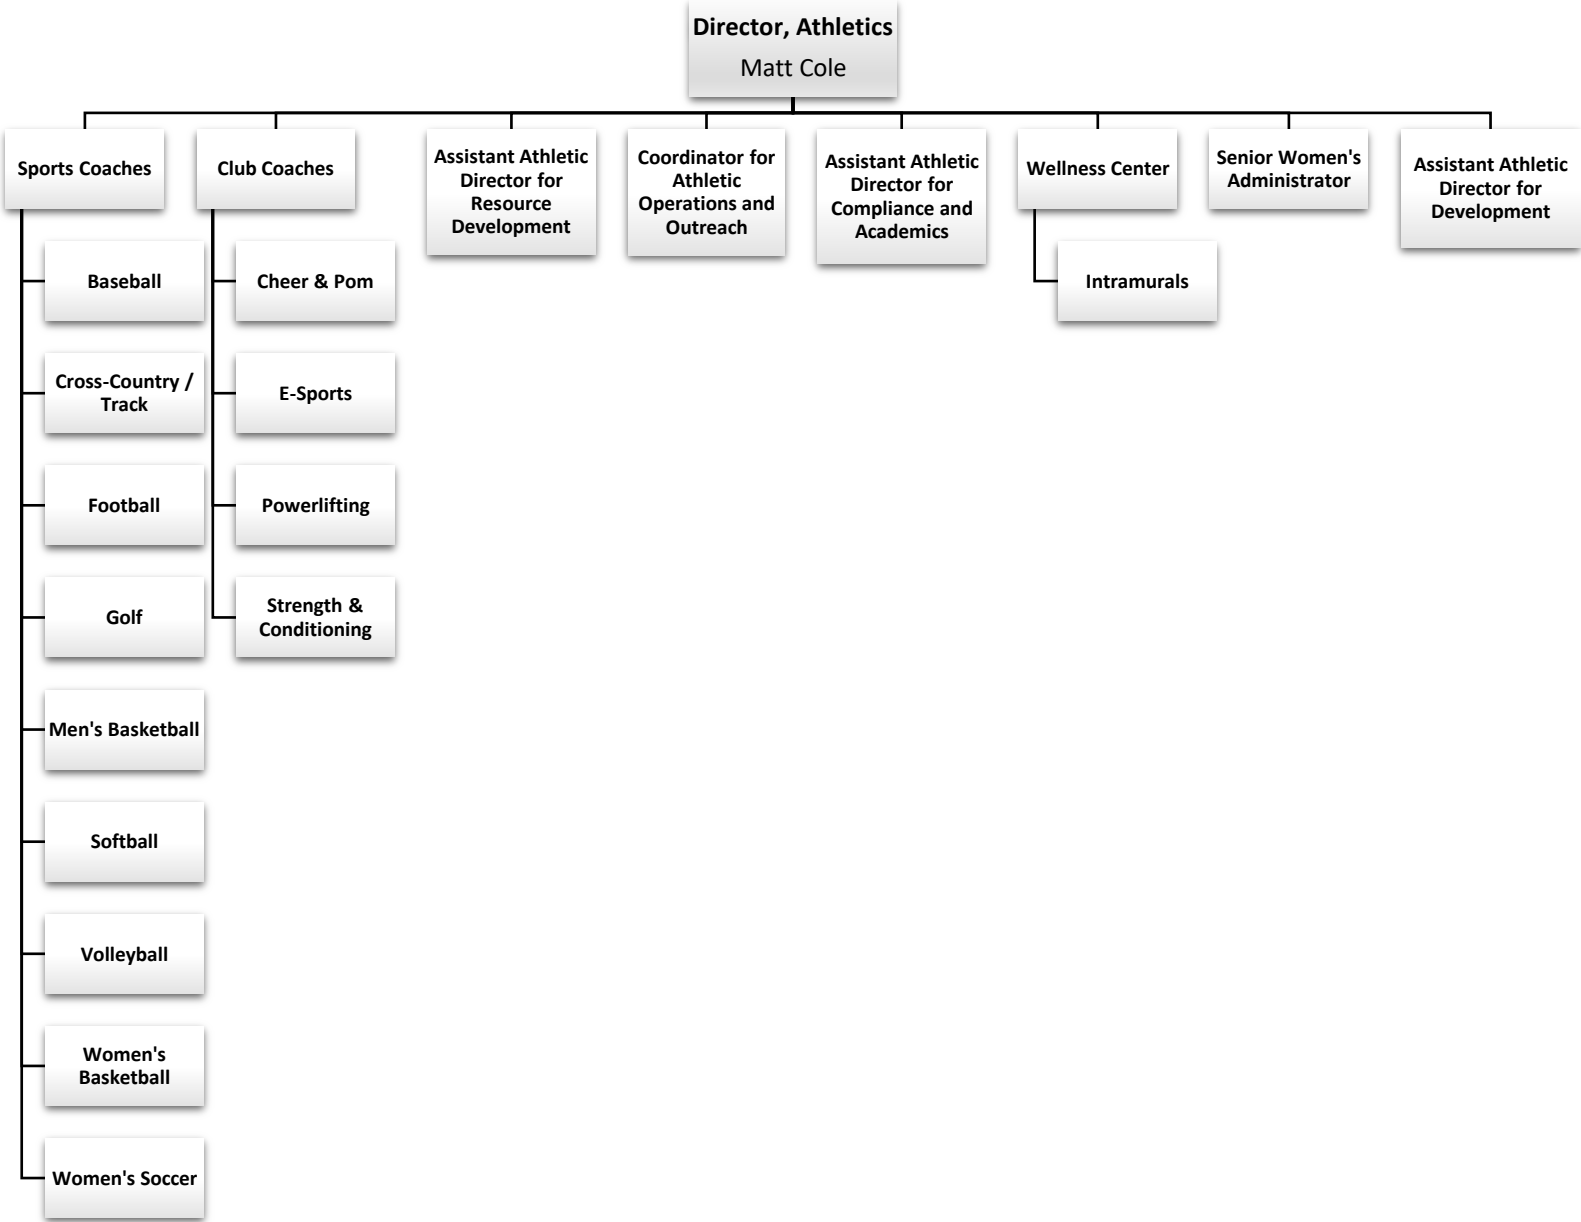 Director, Athletics
Matt Cole
Sports Coaches
Club Coaches
Assistant Athletic
Director for
Resource
Development
Coordinator for
Athletic
Operations and
Outreach
Assistant Athletic
Director for
Compliance and
Academics
Wellness Center
Senior Women's
Administrator
Assistant Athletic
Director for
Development
Baseball
Cross-Country /
Track
Football
Golf
Men's Basketball
Softball
Volleyball
Women's
Basketball
Women's Soccer
Cheer & Pom
E-Sports
Powerlifting
Strength &
Conditioning
Intramurals